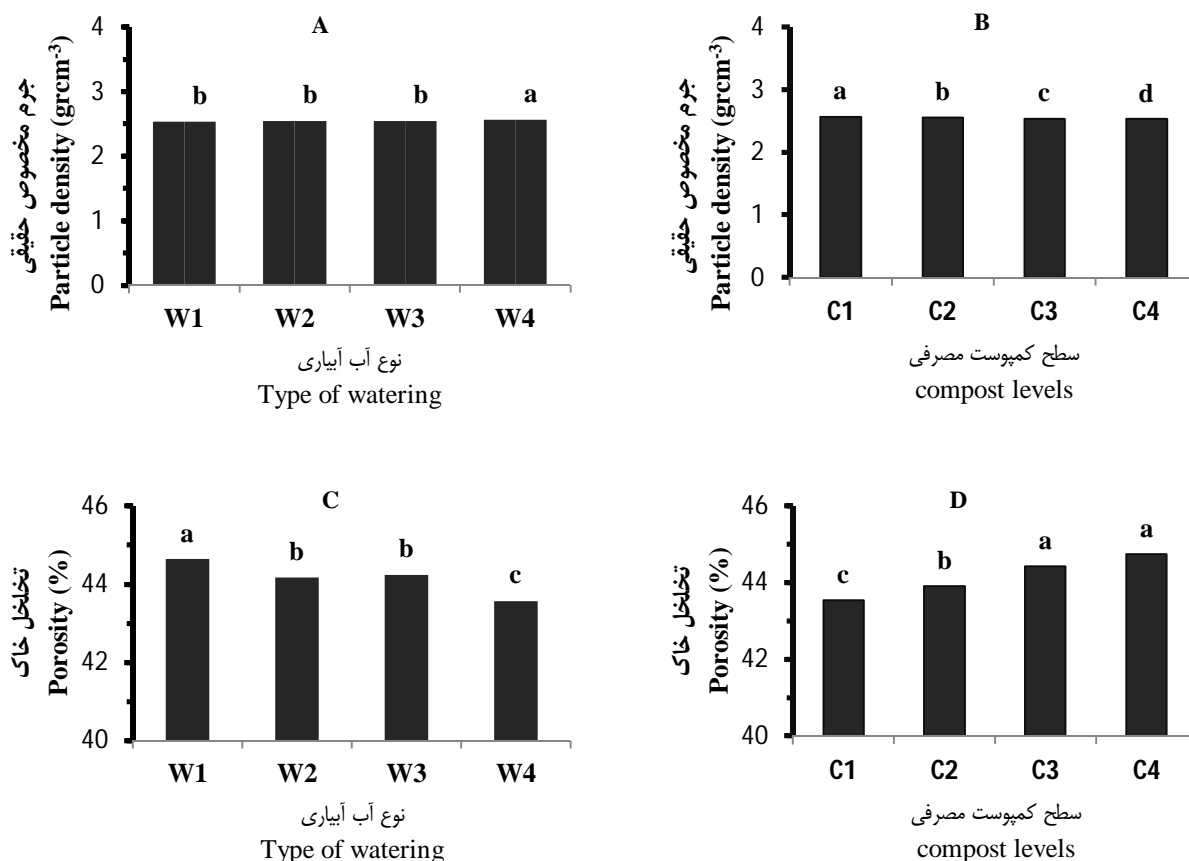 A
4
3
2
1
0
b b b a
W1 W2 W3 W4
جرم مخصوص حقیقی
Particle density (grcm-3)
نوع آب آبیاری
Type of watering
B
4
3
2
1
0
a b c d
C1 C2 C3 C4
جرم مخصوص حقیقی
Particle density (grcm-3)
سطح کمپوست مصرفی
compost levels
C
46
44
42
40
a b b c
W1 W2 W3 W4
تخلخل خاک
Porosity (%)
نوع آب آبیاری
Type of watering
D
46
44
42
40
c b a a
C1 C2 C3 C4
تخلخل خاک
Porosity (%)
سطح کمپوست مصرفی
compost levels